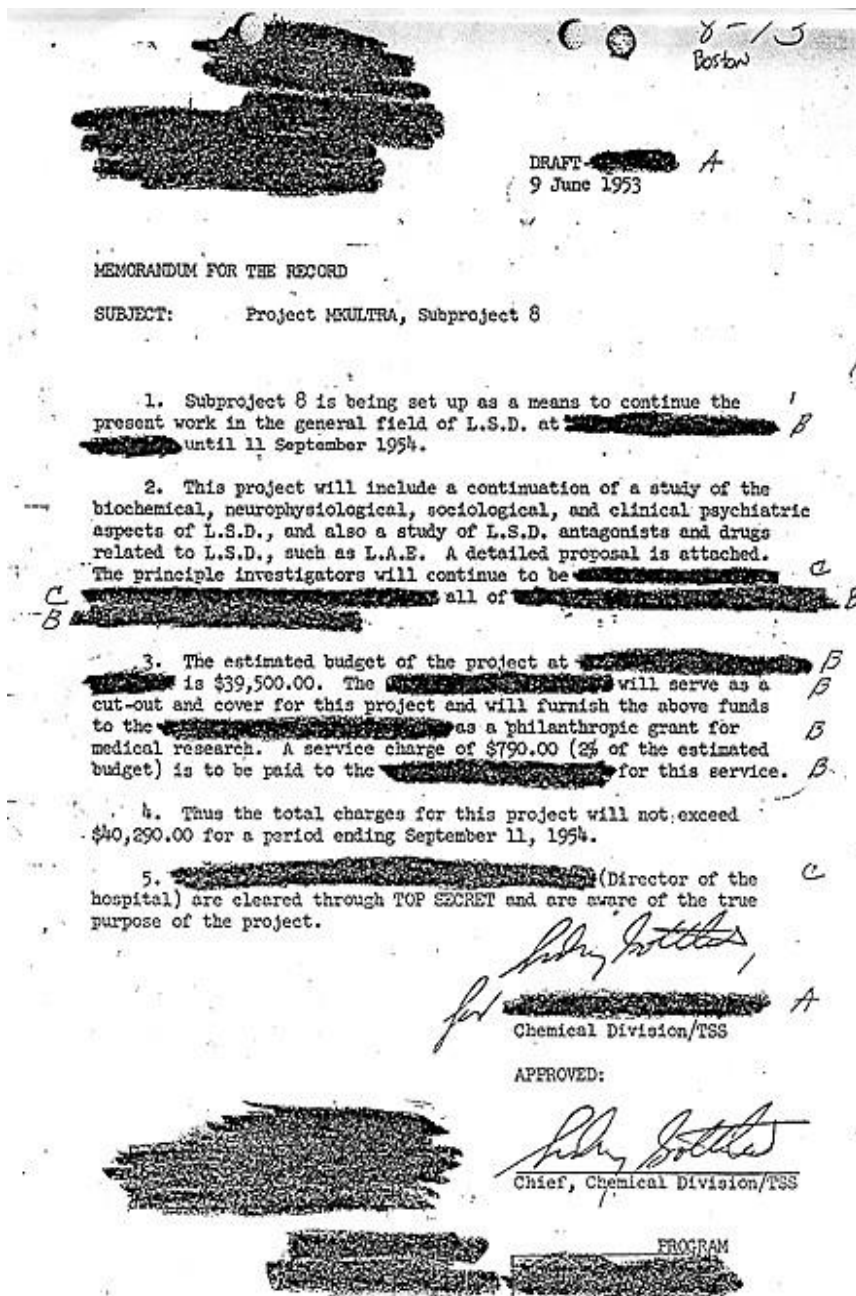 8-13
Boston
DRAFT- A
9 June 1953
MEMORANDUM FOR THE RECORD
SUBJECT: Project MKULTRA, Subproject 8
1. Subproject 8 is being set up as a means to continue the
present work in the general field of L.S.D. at B
until 11 September 1954.
2. This project will include a continuation of a study of the
biochemical, neurophysiological, sociological, and clinical psychiatric
aspects of L.S.D., and also a study of L.S.D. antagonists and drugs
related to L.S.D., such as L.A.E. A detailed proposal is attached.
The principle investigators will continue to be C
C all of B
B
3. The estimated budget of the project at B
is $39,500.00. The will serve as a B
cut-out and cover for this project and will furnish the above funds
to the as a philanthropic grant for B
medical research. A service charge of $790.00 (2% of the estimated
budget) is to be paid to the for this service. B
4. Thus the total charges for this project will not exceed
$40,290.00 for a period ending September 11, 1954.
5. (Director of the C
hospital) are cleared through TOP SECRET and are aware of the true
purpose of the project.
Sidney Gottlieb,
for A
Chemical Division/TSS
APPROVED:
Sidney Gottlieb
Chief, Chemical Division/TSS
PROGRAM